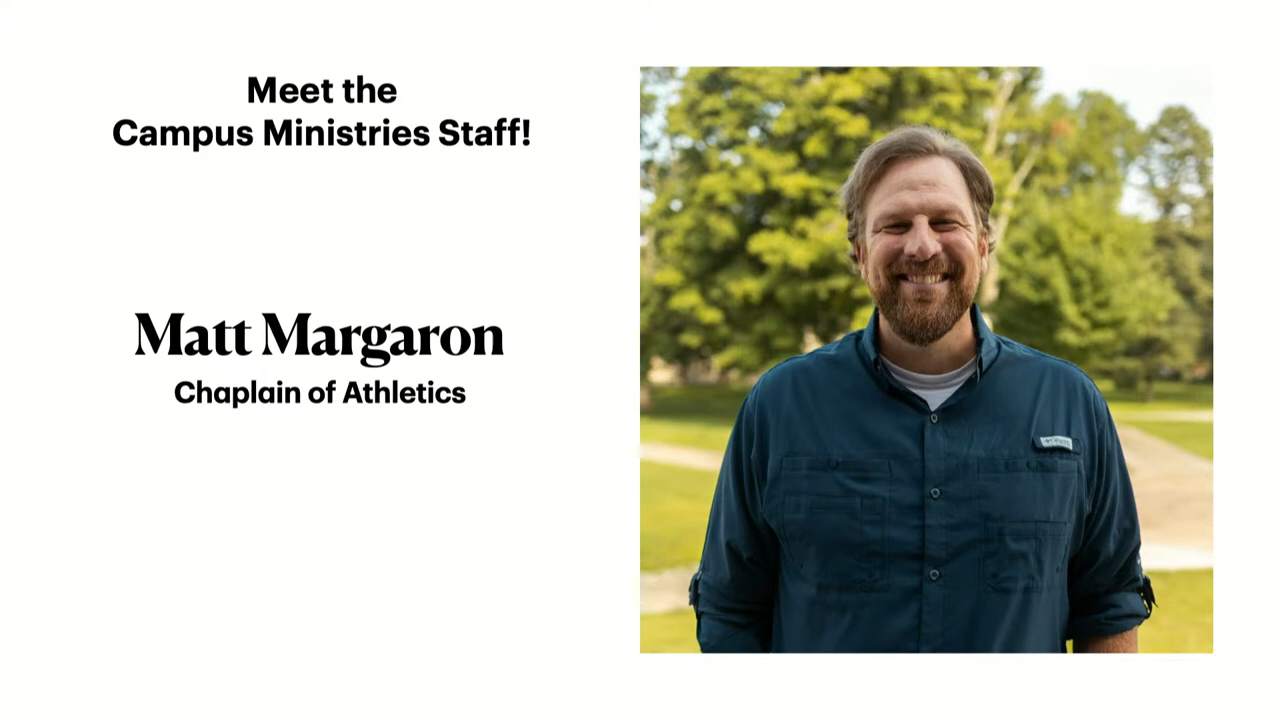 Meet the
Campus Ministries Staff!
Matt Margaron
Chaplain of Athletics